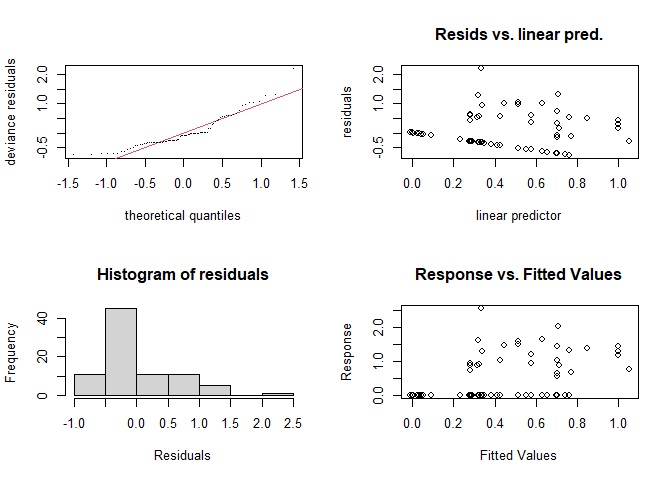 deviance residuals
-0.5 1.0 2.0
-1.5 -1.0 -0.5 0.0 0.5 1.0 1.5
theoretical quantiles
Resids vs. linear pred.
residuals
-0.5 1.0 2.0
0.0 0.2 0.4 0.6 0.8 1.0
linear predictor
Histogram of residuals
Frequency
0 20 40
-1.0 0.0 0.5 1.0 1.5 2.0 2.5
Residuals
Response vs. Fitted Values
Response
0.0 1.0 2.0
0.0 0.2 0.4 0.6 0.8 1.0
Fitted Values